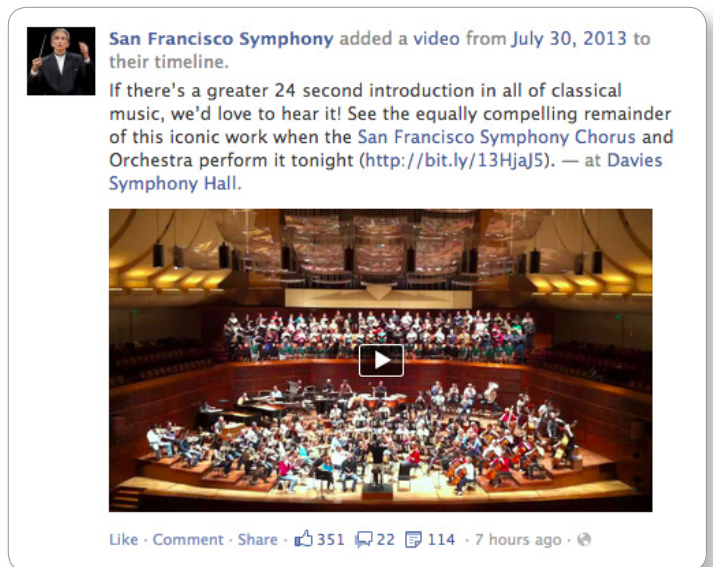 San Francisco Symphony added a video from July 30, 2013 to
their timeline.
If there's a greater 24 second introduction in all of classical
music, we'd love to hear it! See the equally compelling remainder
of this iconic work when the San Francisco Symphony Chorus and
Orchestra perform it tonight (http://bit.ly/13HjaJ5). — at Davies
Symphony Hall.
Like · Comment · Share · 351 22 114 · 7 hours ago ·